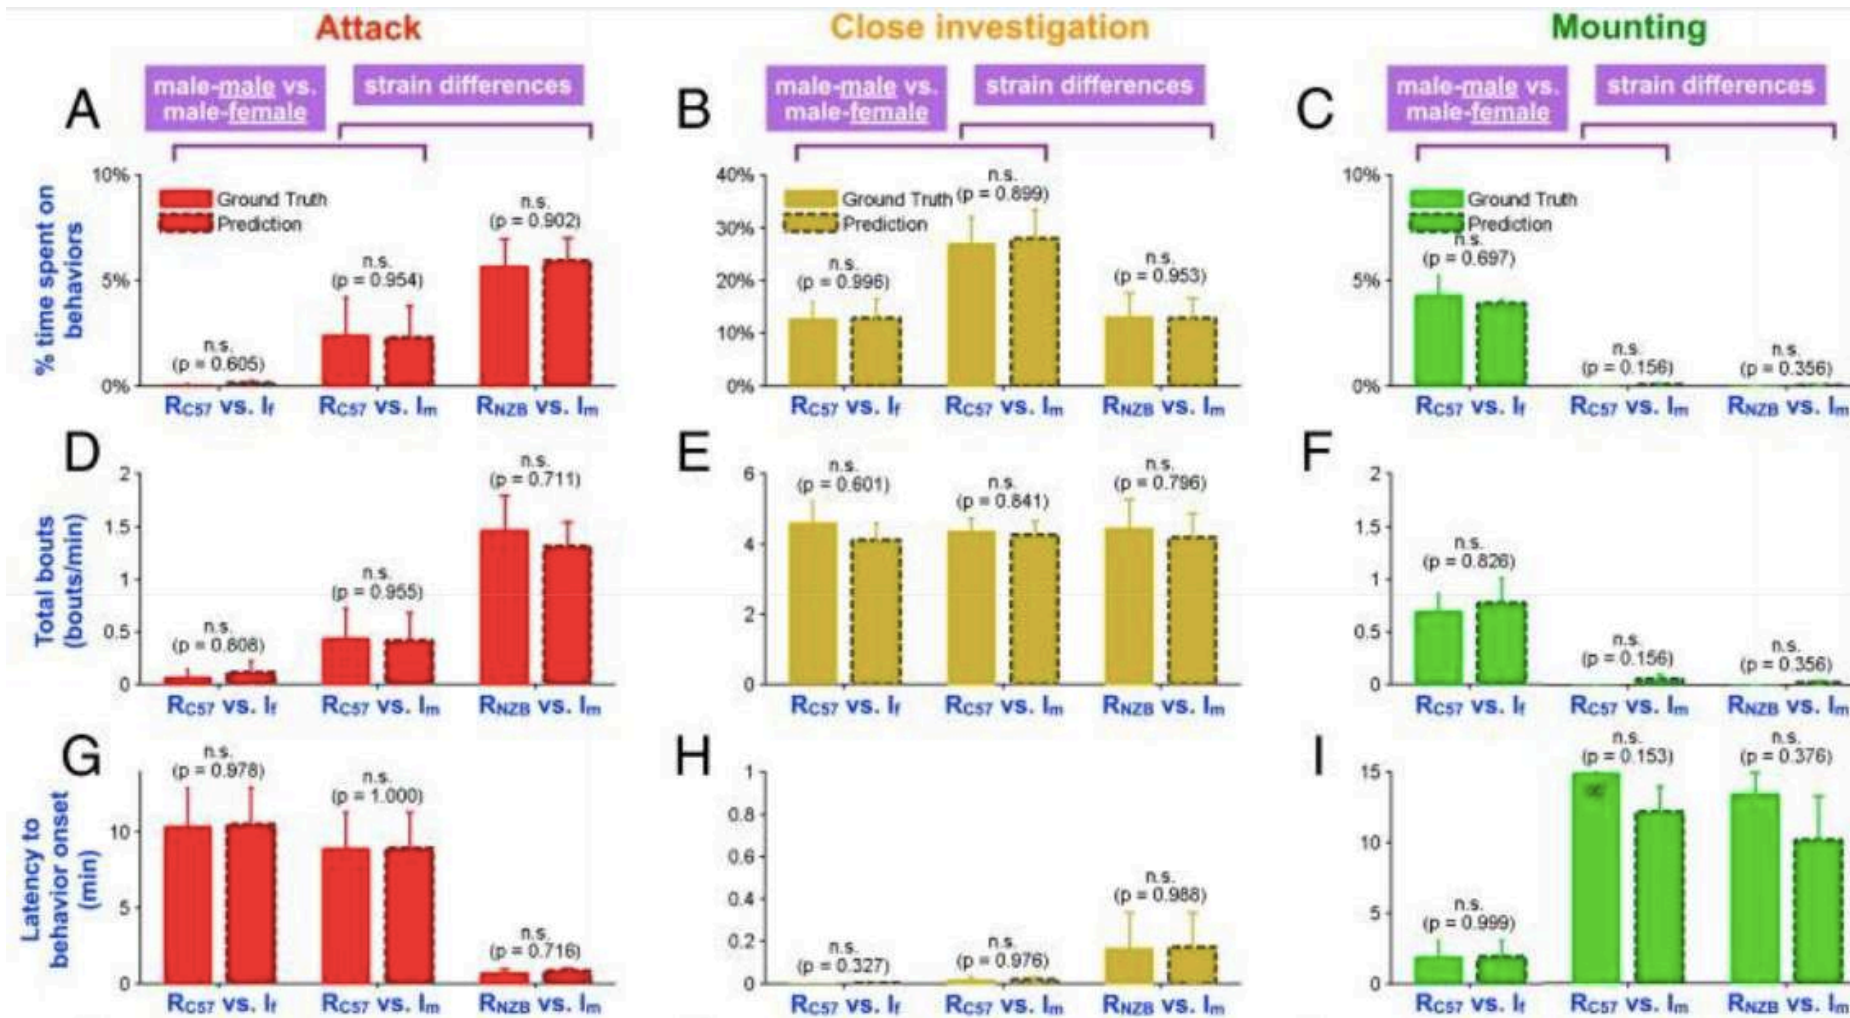 Attack
Close investigation
Mounting
A
male-male vs.
male-female
strain differences
B
male-male vs.
male-female
strain differences
C
male-male vs.
male-female
strain differences
% time spent on
behaviors
10%
5%
0%
Ground Truth
Prediction
n.s.
(p = 0.605)
n.s.
(p = 0.954)
n.s.
(p = 0.902)
RC57 vs. If
RC57 vs. Im
RNZB vs. Im
40%
30%
20%
10%
0%
Ground Truth
Prediction
n.s.
(p = 0.996)
n.s.
(p = 0.899)
n.s.
(p = 0.953)
RC57 vs. If
RC57 vs. Im
RNZB vs. Im
10%
5%
0%
Ground Truth
Prediction
n.s.
(p = 0.697)
n.s.
(p = 0.156)
n.s.
(p = 0.356)
RC57 vs. If
RC57 vs. Im
RNZB vs. Im
D
Total bouts
(bouts/min)
2
1.5
1
0.5
0
n.s.
(p = 0.808)
n.s.
(p = 0.955)
n.s.
(p = 0.711)
RC57 vs. If
RC57 vs. Im
RNZB vs. Im
E
6
4
2
0
n.s.
(p = 0.601)
n.s.
(p = 0.841)
n.s.
(p = 0.796)
RC57 vs. If
RC57 vs. Im
RNZB vs. Im
F
2
1.5
1
0.5
0
n.s.
(p = 0.826)
n.s.
(p = 0.156)
n.s.
(p = 0.356)
RC57 vs. If
RC57 vs. Im
RNZB vs. Im
G
Latency to
behavior onset
(min)
10
5
0
n.s.
(p = 0.978)
n.s.
(p = 1.000)
n.s.
(p = 0.716)
RC57 vs. If
RC57 vs. Im
RNZB vs. Im
H
1
0.8
0.6
0.4
0.2
0
n.s.
(p = 0.327)
n.s.
(p = 0.976)
n.s.
(p = 0.988)
RC57 vs. If
RC57 vs. Im
RNZB vs. Im
I
15
10
5
0
n.s.
(p = 0.999)
n.s.
(p = 0.153)
n.s.
(p = 0.376)
RC57 vs. If
RC57 vs. Im
RNZB vs. Im